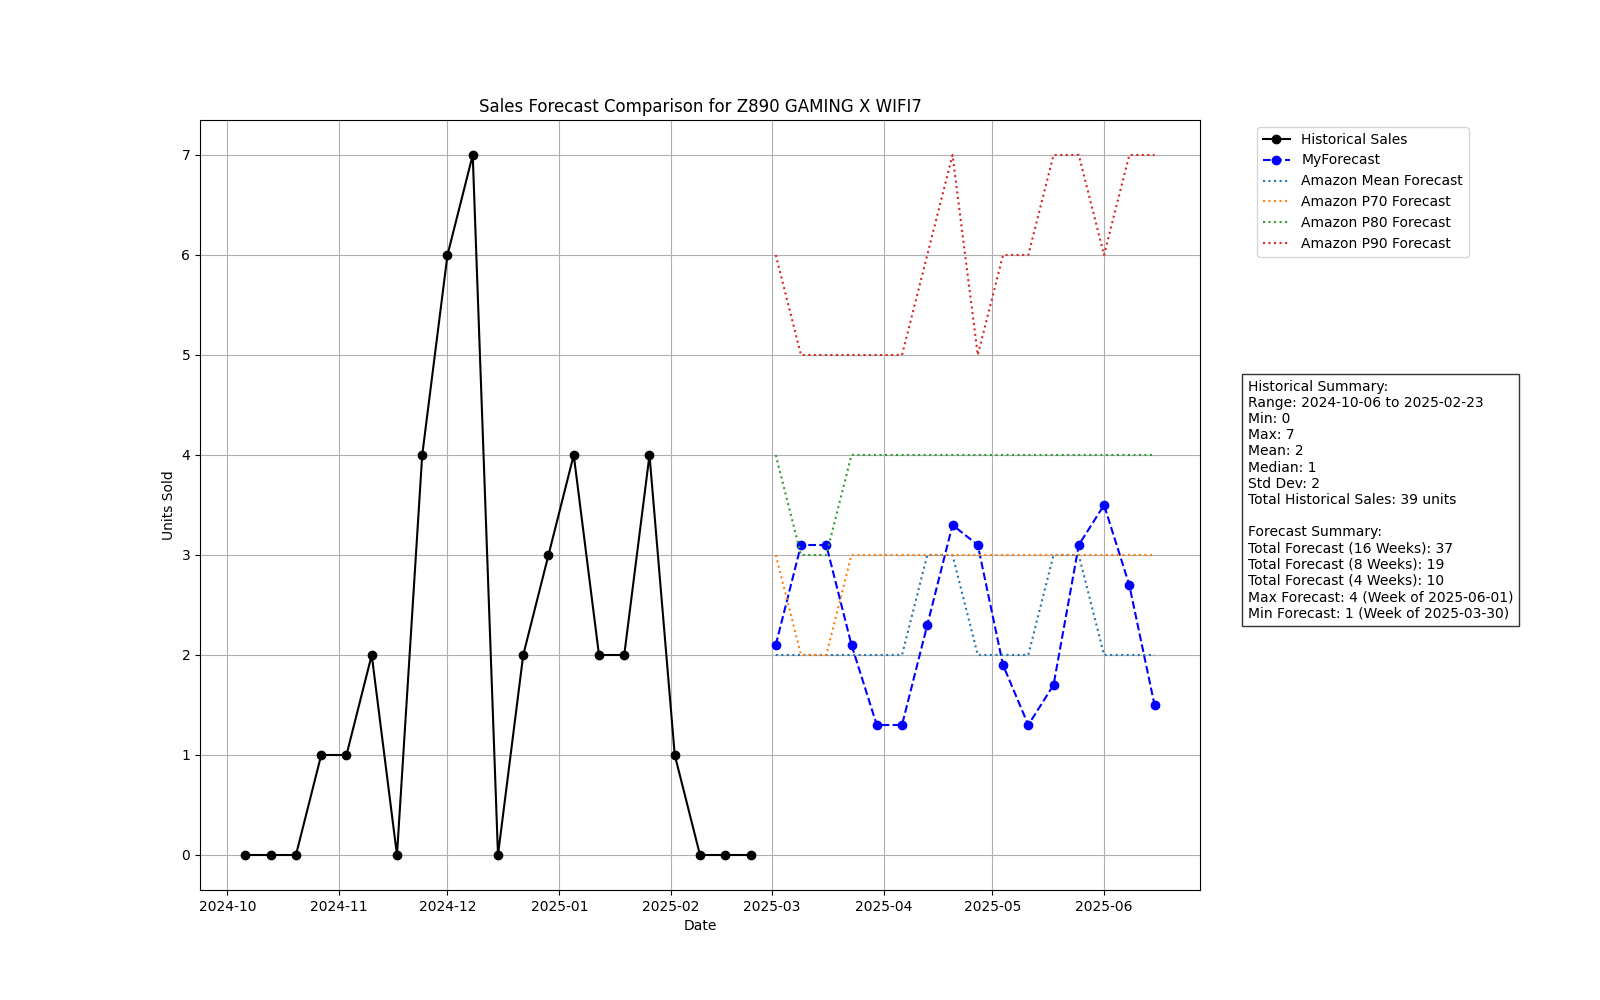 Sales Forecast Comparison for Z890 GAMING X WIFI7
Units Sold
7
6
5
4
3
2
1
0
2024-10
2024-11
2024-12
2025-01
2025-02
2025-03
2025-04
2025-05
2025-06
Date
Historical Sales
MyForecast
Amazon Mean Forecast
Amazon P70 Forecast
Amazon P80 Forecast
Amazon P90 Forecast
Historical Summary:
Range: 2024-10-06 to 2025-02-23
Min: 0
Max: 7
Mean: 2
Median: 1
Std Dev: 2
Total Historical Sales: 39 units
Forecast Summary:
Total Forecast (16 Weeks): 37
Total Forecast (8 Weeks): 19
Total Forecast (4 Weeks): 10
Max Forecast: 4 (Week of 2025-06-01)
Min Forecast: 1 (Week of 2025-03-30)